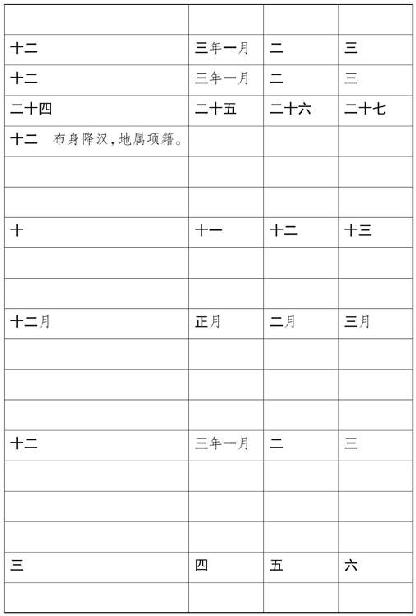 十二 三年一月 二 三
十二 三年一月 二 三
二十四 二十五 二十六 二十七
十二 布身降汉，地属项籍。
十 十一 十二 十三
十二月 正月 二月 三月
十二 三年一月 二 三
三 四 五 六